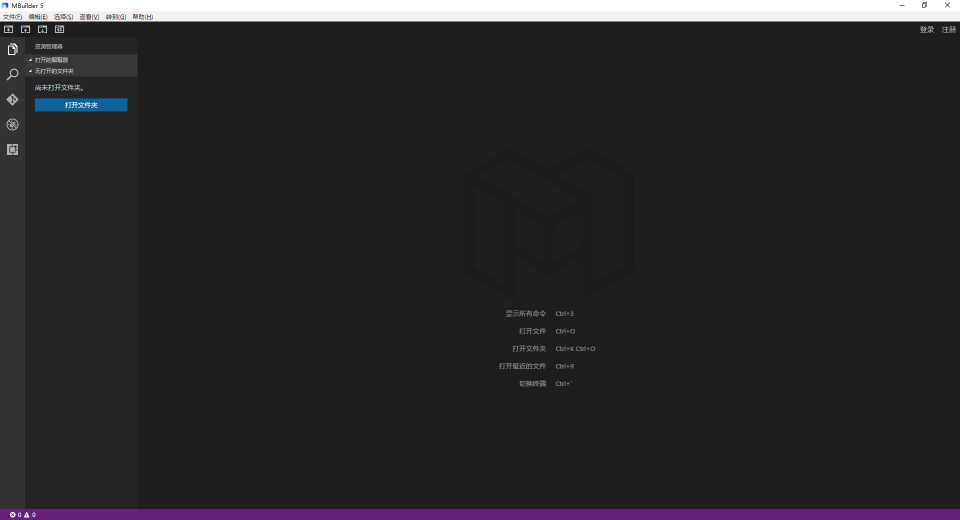 MBuilder 5
文件(F) 编辑(E) 选择(S) 查看(V) 转到(G) 帮助(H)
登录 注册
资源管理器
打开的编辑器
无打开的文件夹
尚未打开文件夹。
打开文件夹
显示所有命令 Ctrl+3
打开文件 Ctrl+O
打开文件夹 Ctrl+K Ctrl+O
打开最近的文件 Ctrl+R
切换终端 Ctrl+`
0 0